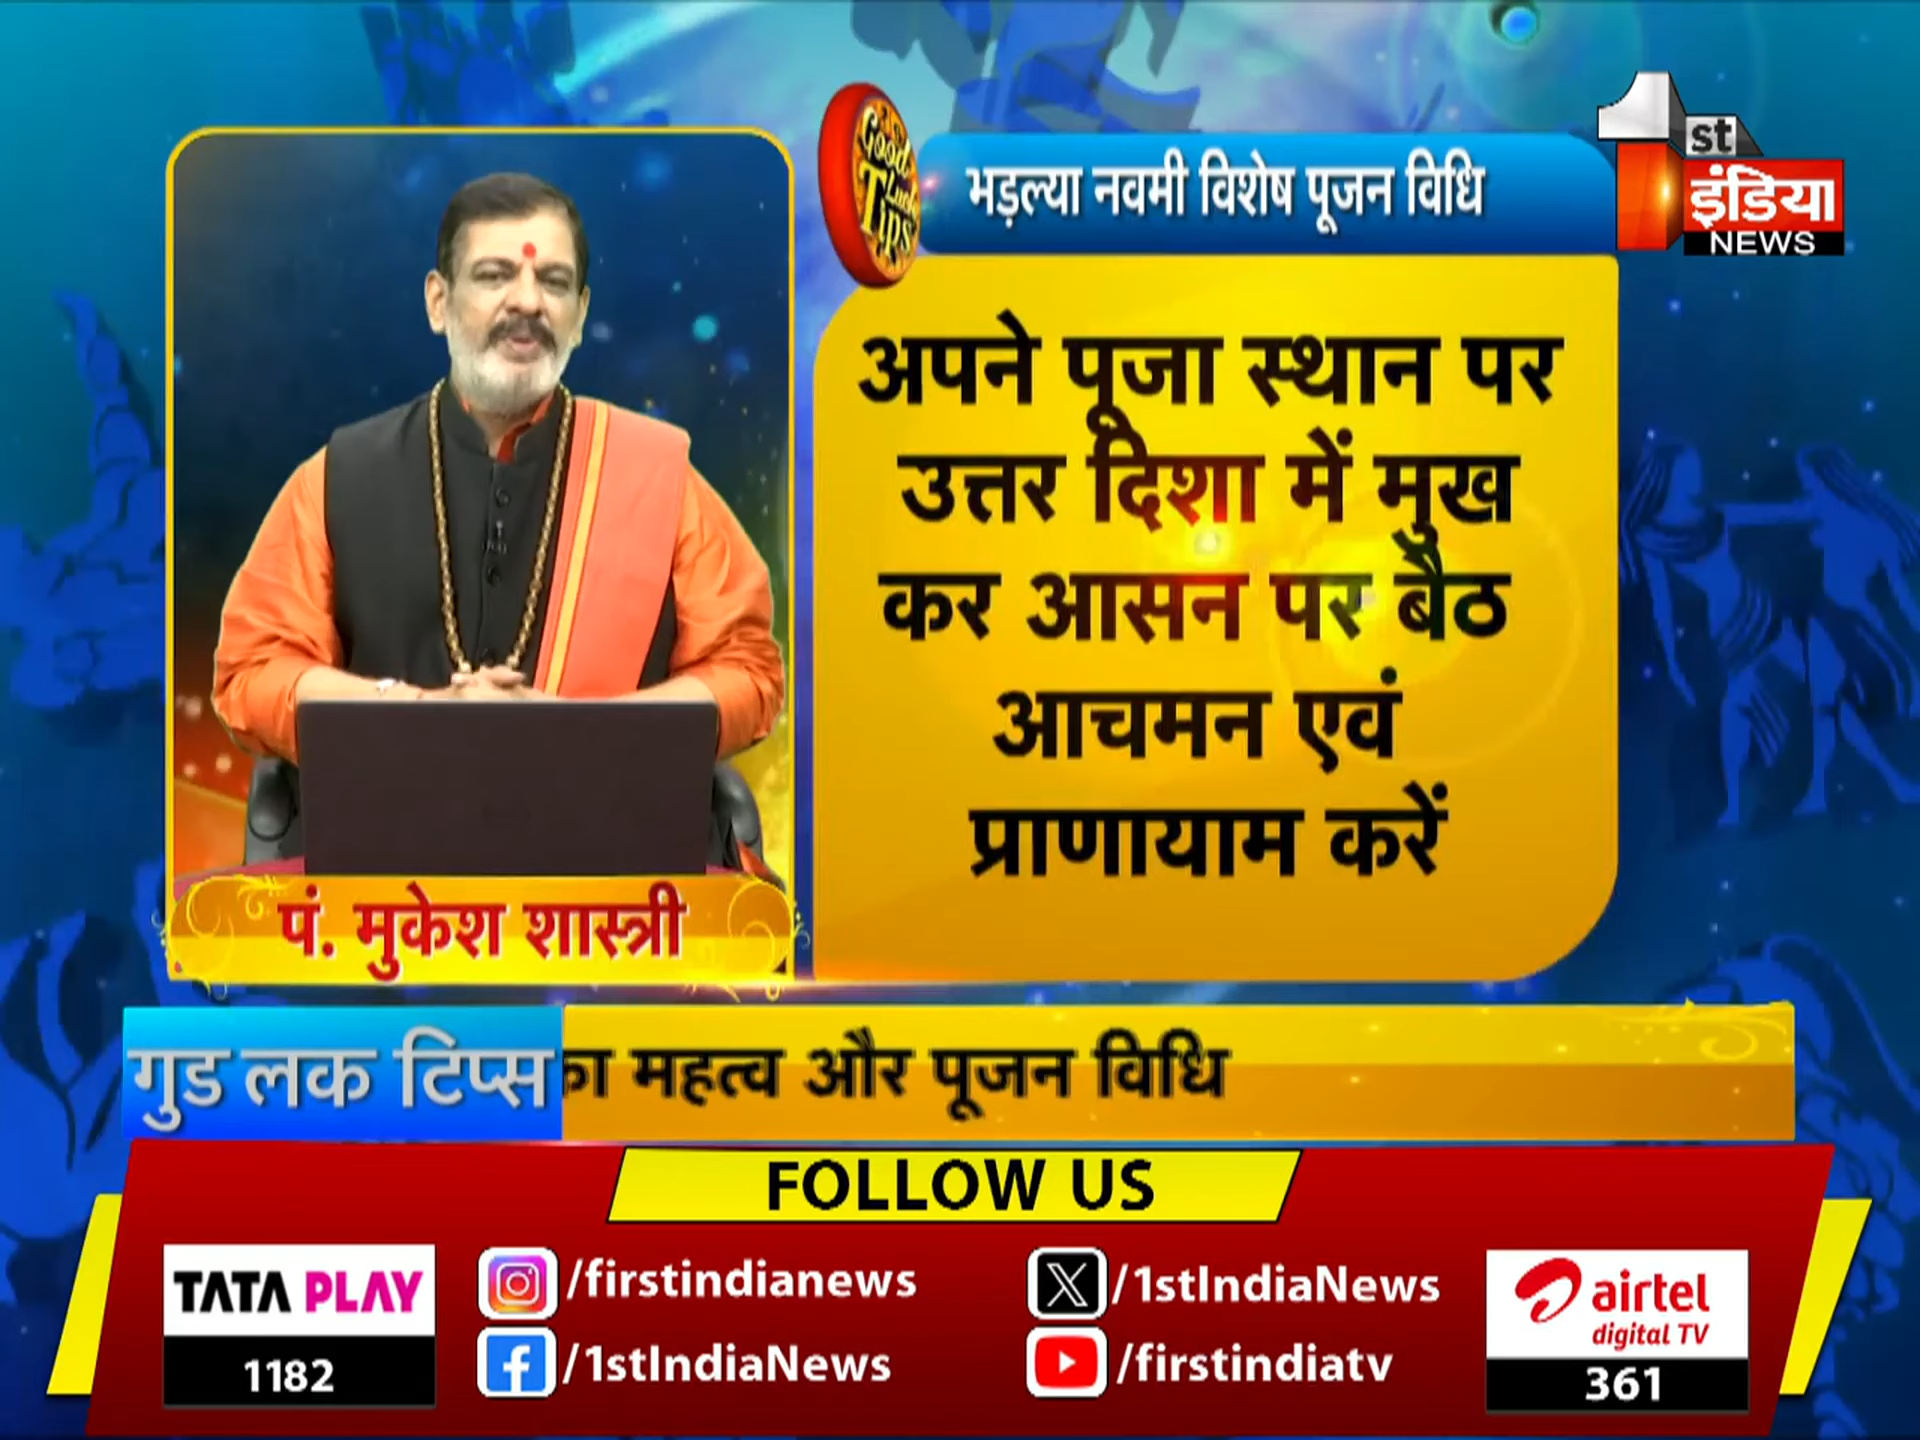 Good
Luck
Tips
भड़ल्या नवमी विशेष पूजन विधि
1st
इंडिया
NEWS
अपने पूजा स्थान पर
उत्तर दिशा में मुख
कर आसन पर बैठ
आचमन एवं
प्राणायाम करें
पं. मुकेश शास्त्री
गुड लक टिप्स
का महत्व और पूजन विधि
FOLLOW US
TATA PLAY
1182
/firstindianews
/1stIndiaNews
/1stIndiaNews
/firstindiatv
airtel
digital TV
361